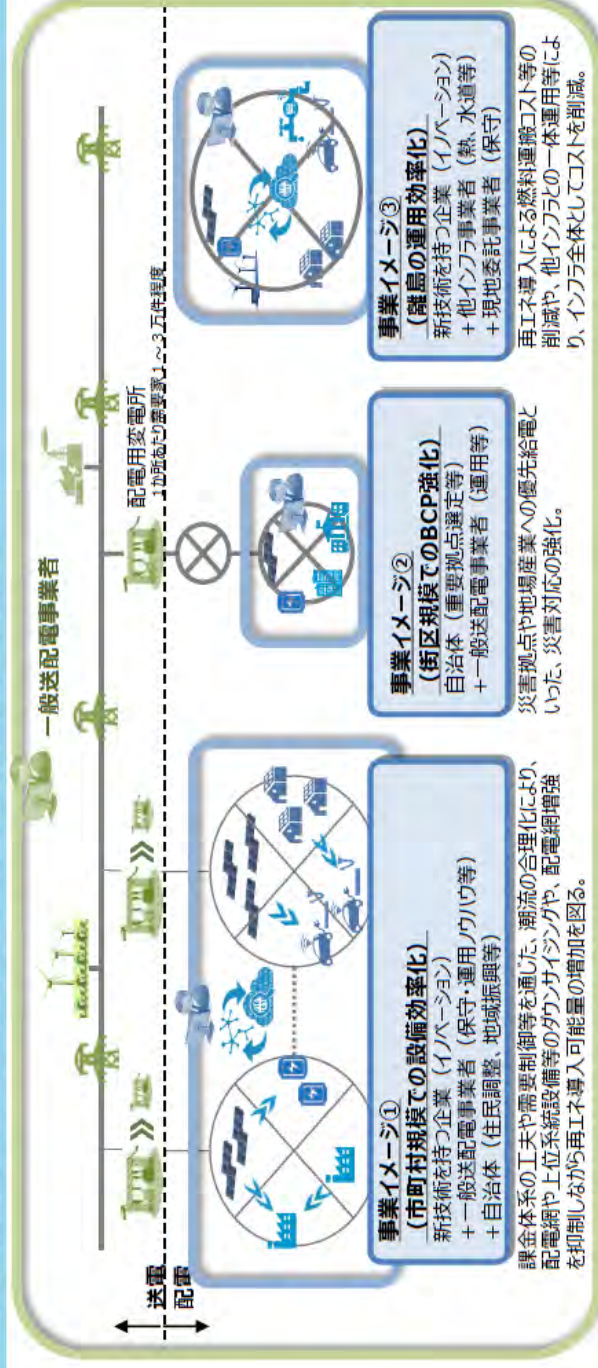 一般送配電事業者
配電用変電所
1か所あたり需要家1～3万件程度
送電
配電
事業イメージ①
(市町村規模での設備効率化)
新技術を持つ企業（イノベーション）
+ 一般送配電事業者（保守・運用ノウハウ等）
+ 自治体（住民調整、地域振興等）
課金体系の工夫や需要制御等を通じた、潮流の合理化により、
配電網や上位系統設備等のダウンサイジングや、配電網増強
を抑制しながら再エネ導入可能量の増加を図る。
事業イメージ②
(街区規模でのBCP強化)
自治体（重要拠点選定等）
+一般送配電事業者（運用等）
災害拠点や地場産業への優先給電と
いった、災害対応の強化。
事業イメージ③
(離島の運用効率化)
新技術を持つ企業（イノベーション）
+ 他インフラ事業者（熱、水道等）
+ 現地委託事業者（保守）
再エネ導入による燃料運搬コスト等の
削減や、他インフラとの一体運用等によ
り、インフラ全体としてコストを削減。